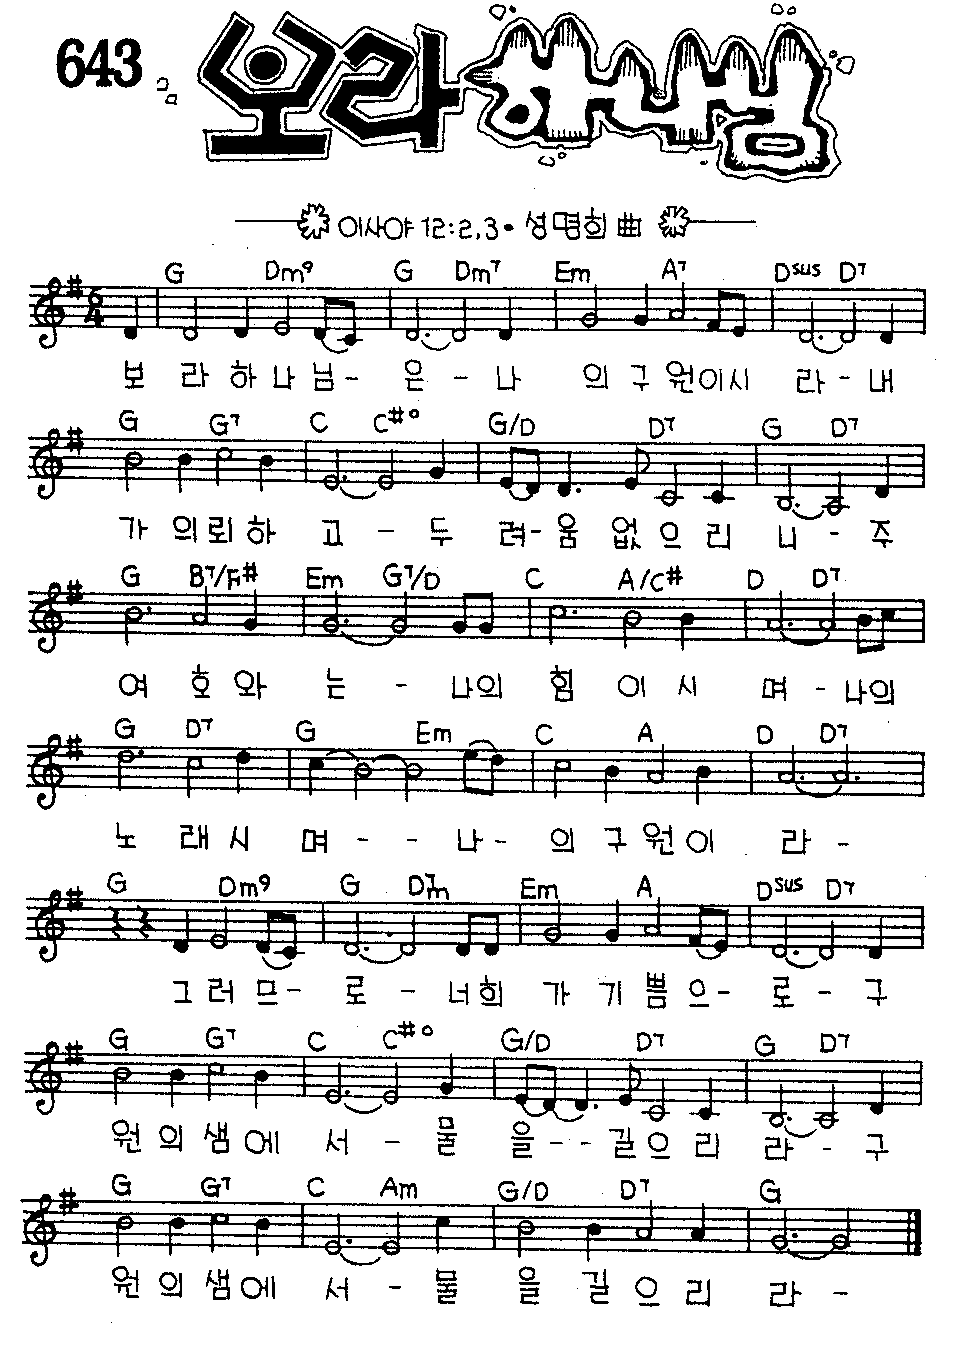 643 보라 하나님
이사야 12:2,3 • 성명희 曲
G Dm9 G Dm7 Em A7 Dsus D7
6/4
보 라 하 나 님 - 은 - 나 의 구 원 이 시 라 - 내
G G7 C C#° G/D D7 G D7
가 의 뢰 하 고 - 두 려 - 움 없 으 리 니 - 주
G B7/F# Em G7/D C A/C# D D7
여 호 와 는 - 나의 힘 이 시 며 - 나의
G D7 G Em C A D D7
노 래 시 며 - - 나 - 의 구 원 이 라 -
G Dm9 G Dm7 Em A Dsus D7
그 러 므 - 로 - 너희 가 기 쁨 으 - 로 - 구
G G7 C C#° G/D D7 G D7
원 의 샘 에 서 - 물 을 - - 길 으 리 라 - 구
G G7 C Am G/D D7 G
원 의 샘 에 서 - 물 을 길 으 리 라 -